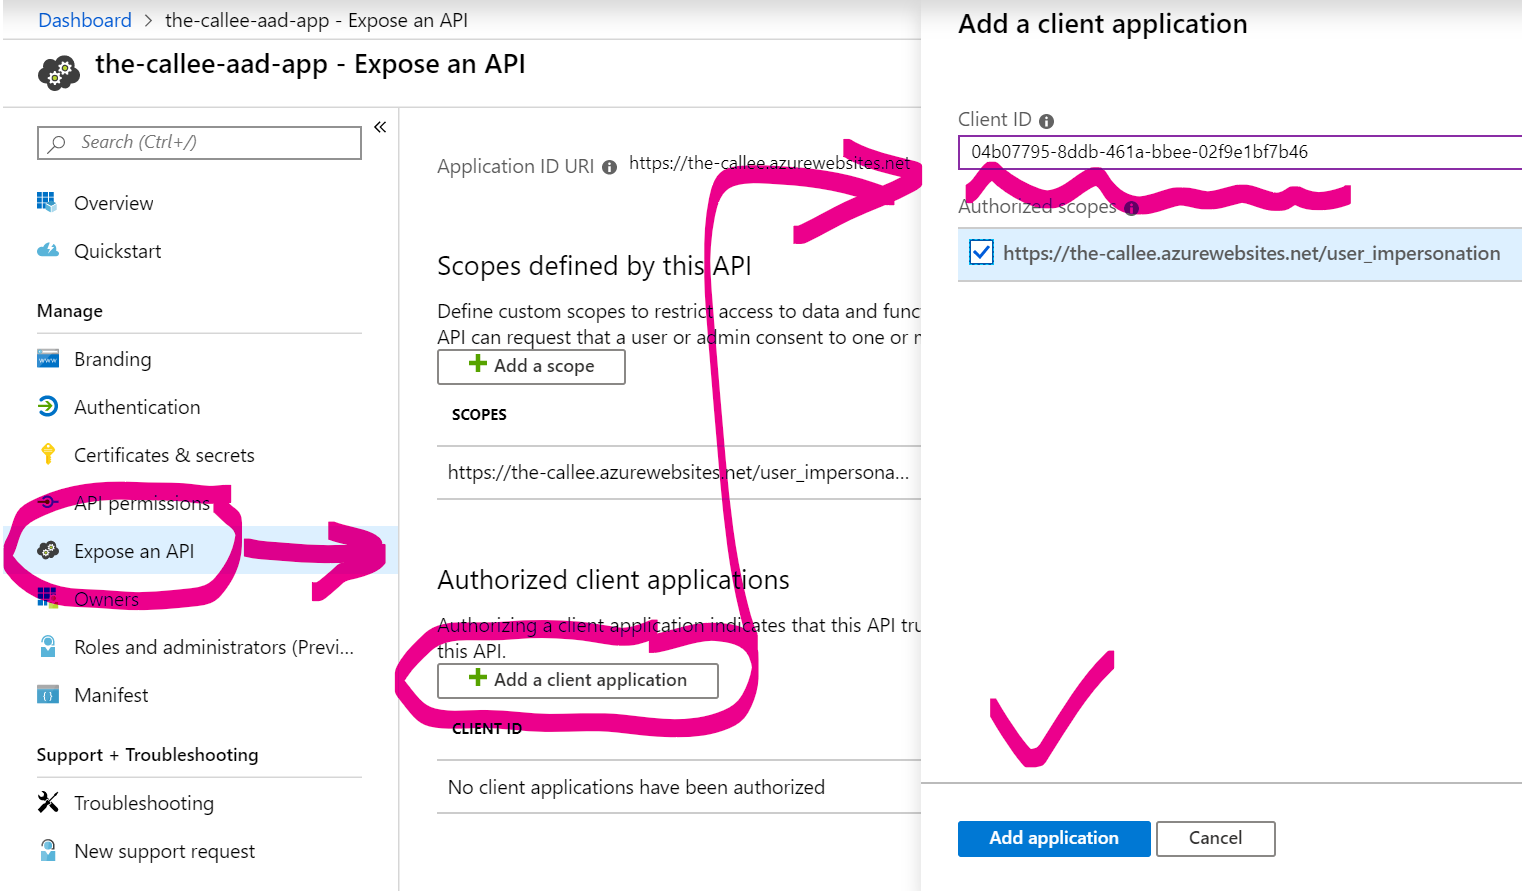 Dashboard > the-callee-aad-app - Expose an API
the-callee-aad-app - Expose an API
Search (Ctrl+/)
«
Overview
Quickstart
Manage
Branding
Authentication
Certificates & secrets
API permissions
Expose an API
Owners
Roles and administrators (Previ...
Manifest
Support + Troubleshooting
Troubleshooting
New support request
Application ID URI https://the-callee.azurewebsites.net
Scopes defined by this API
Define custom scopes to restrict access to data and func
API can request that a user or admin consent to one or
Add a scope
SCOPES
https://the-callee.azurewebsites.net/user_impersona...
Authorized client applications
Authorizing a client application indicates that this API tru
this API.
Add a client application
CLIENT ID
No client applications have been authorized
Add a client application
Client ID
04b07795-8ddb-461a-bbee-02f9e1bf7b46
Authorized scopes
https://the-callee.azurewebsites.net/user_impersonation
Add application
Cancel